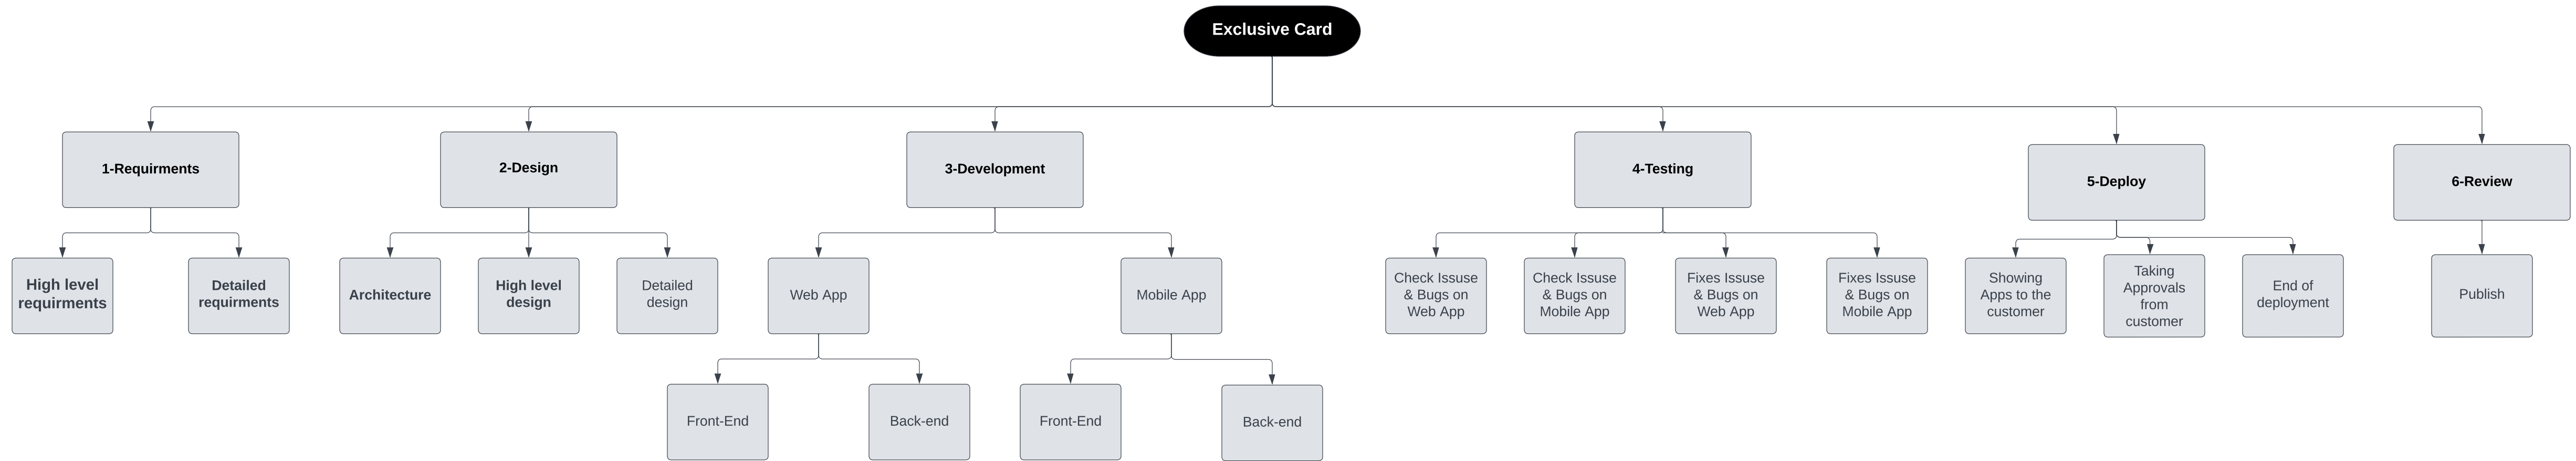 Exclusive Card
1-Requirments
2-Design
3-Development
4-Testing
5-Deploy
6-Review
High level
requirments
Detailed
requirments
Architecture
High level
design
Detailed
design
Web App
Mobile App
Check Issuse
& Bugs on
Web App
Check Issuse
& Bugs on
Mobile App
Fixes Issuse
& Bugs on
Web App
Fixes Issuse
& Bugs on
Mobile App
Showing
Apps to the
customer
Taking
Approvals
from
customer
End of
deployment
Publish
Front-End
Back-end
Front-End
Back-end